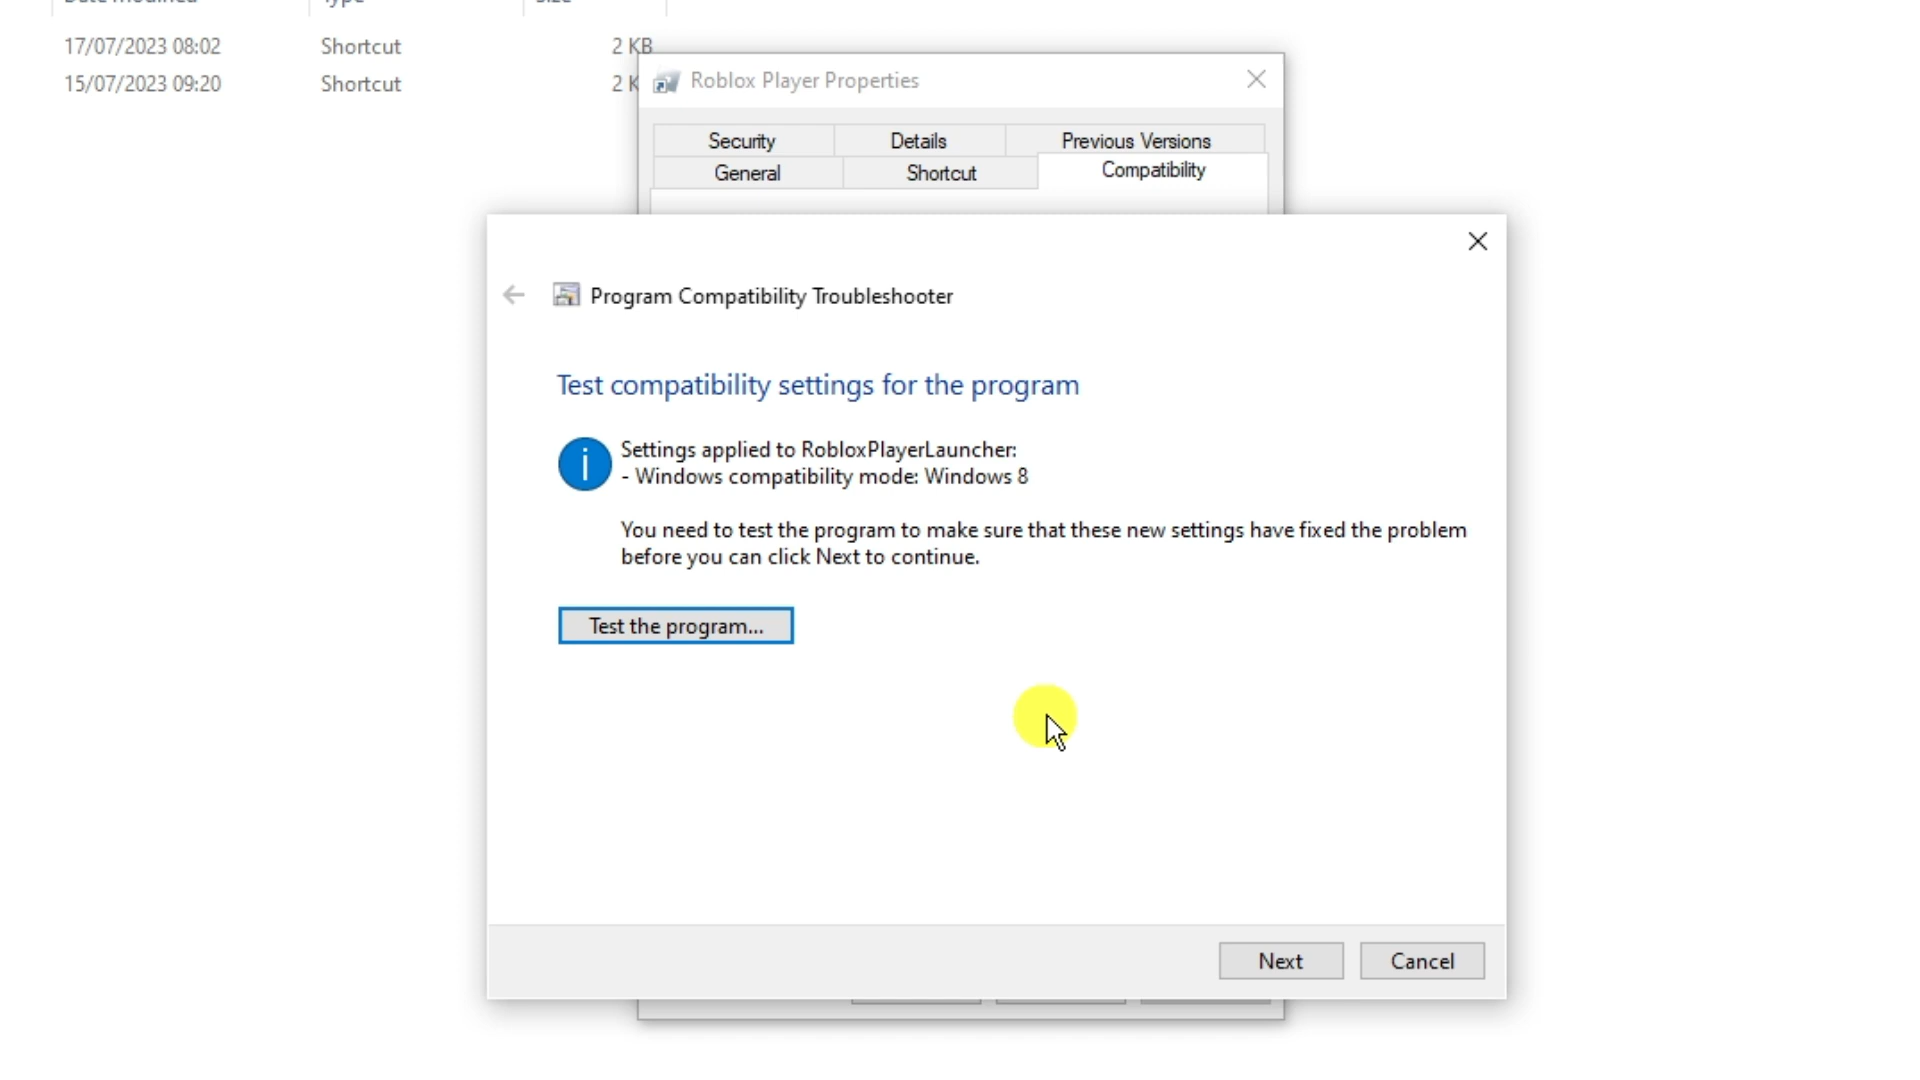 17/07/2023 08:02 Shortcut 2 KB
15/07/2023 09:20 Shortcut 2
Roblox Player Properties
Security Details Previous Versions
General Shortcut Compatibility
Program Compatibility Troubleshooter
Test compatibility settings for the program
Settings applied to RobloxPlayerLauncher:
- Windows compatibility mode: Windows 8
You need to test the program to make sure that these new settings have fixed the problem
before you can click Next to continue.
Test the program...
Next Cancel